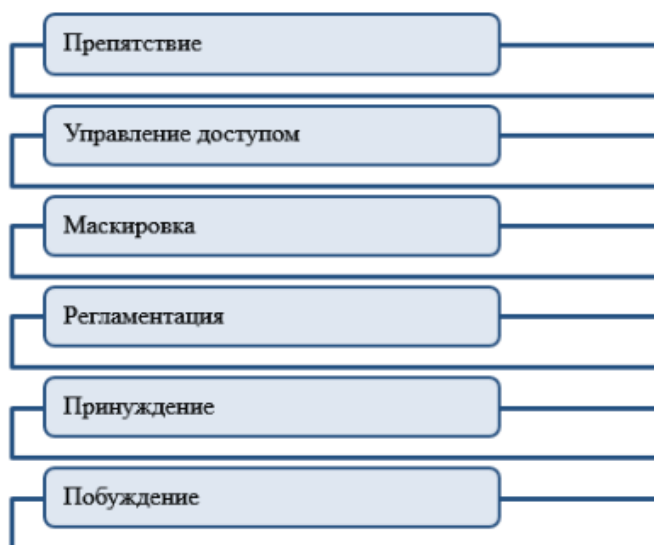 Препятствие
Управление доступом
Маскировка
Регламентация
Принуждение
Побуждение